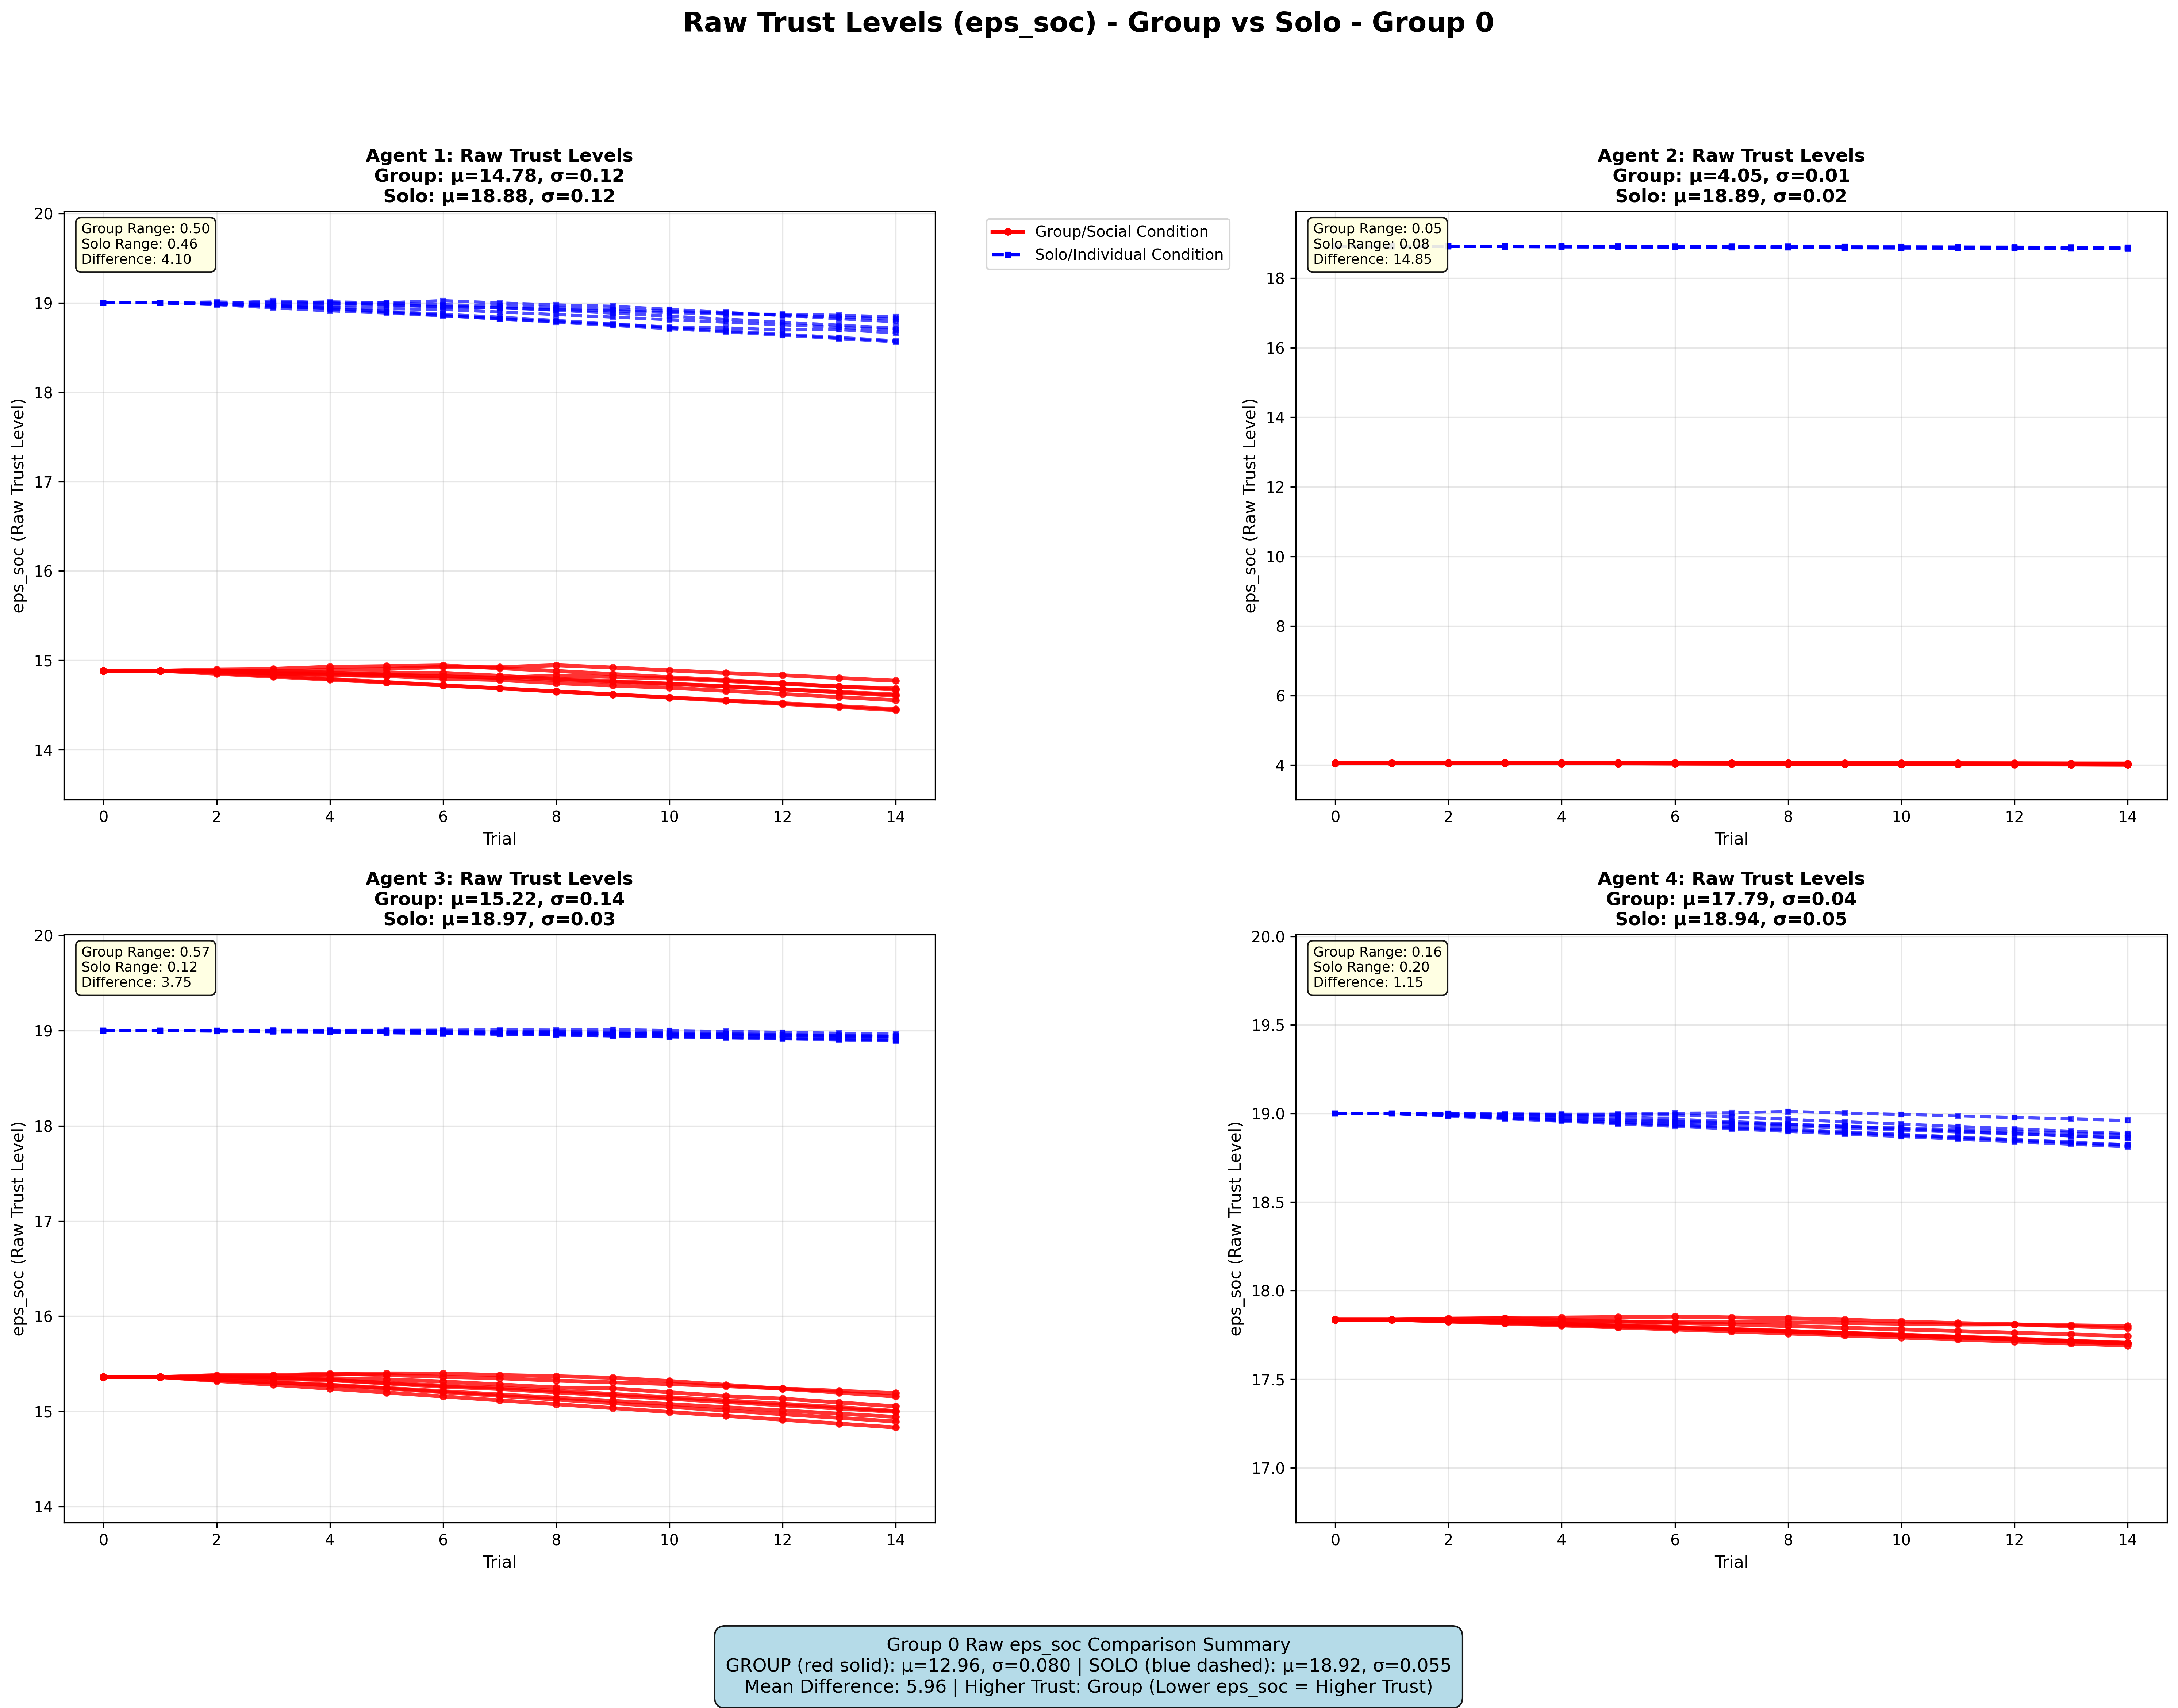 Raw Trust Levels (eps_soc) - Group vs Solo - Group 0
Agent 1: Raw Trust Levels
Group: μ=14.78, σ=0.12
Solo: μ=18.88, σ=0.12
Group Range: 0.50
Solo Range: 0.46
Difference: 4.10
20
19
18
17
16
15
14
eps_soc (Raw Trust Level)
0 2 4 6 8 10 12 14
Trial
Group/Social Condition
Solo/Individual Condition
Agent 2: Raw Trust Levels
Group: μ=4.05, σ=0.01
Solo: μ=18.89, σ=0.02
Group Range: 0.05
Solo Range: 0.08
Difference: 14.85
18
16
14
12
10
8
6
4
eps_soc (Raw Trust Level)
0 2 4 6 8 10 12 14
Trial
Agent 3: Raw Trust Levels
Group: μ=15.22, σ=0.14
Solo: μ=18.97, σ=0.03
Group Range: 0.57
Solo Range: 0.12
Difference: 3.75
20
19
18
17
16
15
14
eps_soc (Raw Trust Level)
0 2 4 6 8 10 12 14
Trial
Agent 4: Raw Trust Levels
Group: μ=17.79, σ=0.04
Solo: μ=18.94, σ=0.05
Group Range: 0.16
Solo Range: 0.20
Difference: 1.15
20.0
19.5
19.0
18.5
18.0
17.5
17.0
eps_soc (Raw Trust Level)
0 2 4 6 8 10 12 14
Trial
Group 0 Raw eps_soc Comparison Summary
GROUP (red solid): μ=12.96, σ=0.080 | SOLO (blue dashed): μ=18.92, σ=0.055
Mean Difference: 5.96 | Higher Trust: Group (Lower eps_soc = Higher Trust)